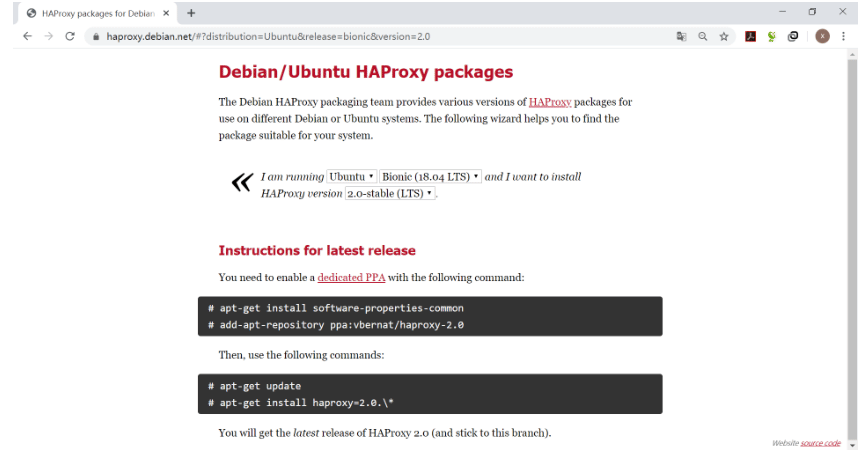 HAProxy packages for Debian
haproxy.debian.net/#?distribution=Ubuntu&release=bionic&version=2.0
Debian/Ubuntu HAProxy packages
The Debian HAProxy packaging team provides various versions of HAProxy packages for
use on different Debian or Ubuntu systems. The following wizard helps you to find the
package suitable for your system.
« I am running Ubuntu Bionic (18.04 LTS) and I want to install
HAProxy version 2.0-stable (LTS) .
Instructions for latest release
You need to enable a dedicated PPA with the following command:
# apt-get install software-properties-common
# add-apt-repository ppa:vbernat/haproxy-2.0
Then, use the following commands:
# apt-get update
# apt-get install haproxy=2.0.\*
You will get the latest release of HAProxy 2.0 (and stick to this branch).
Website source code